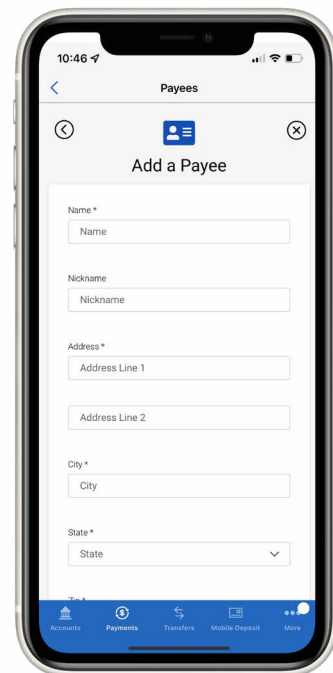 10:46
Payees
Add a Payee
Name *
Name
Nickname
Nickname
Address *
Address Line 1
Address Line 2
City *
City
State *
State
Zip *
Accounts Payments Transfers Mobile Deposit More